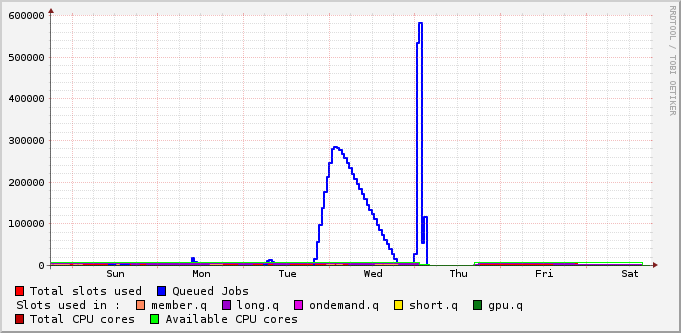 600000
500000
400000
300000
200000
100000
0
Sun Mon Tue Wed Thu Fri Sat
RRDTOOL / TOBI OETIKER
Total slots used Queued Jobs
Slots used in : member.q long.q ondemand.q short.q gpu.q
Total CPU cores Available CPU cores